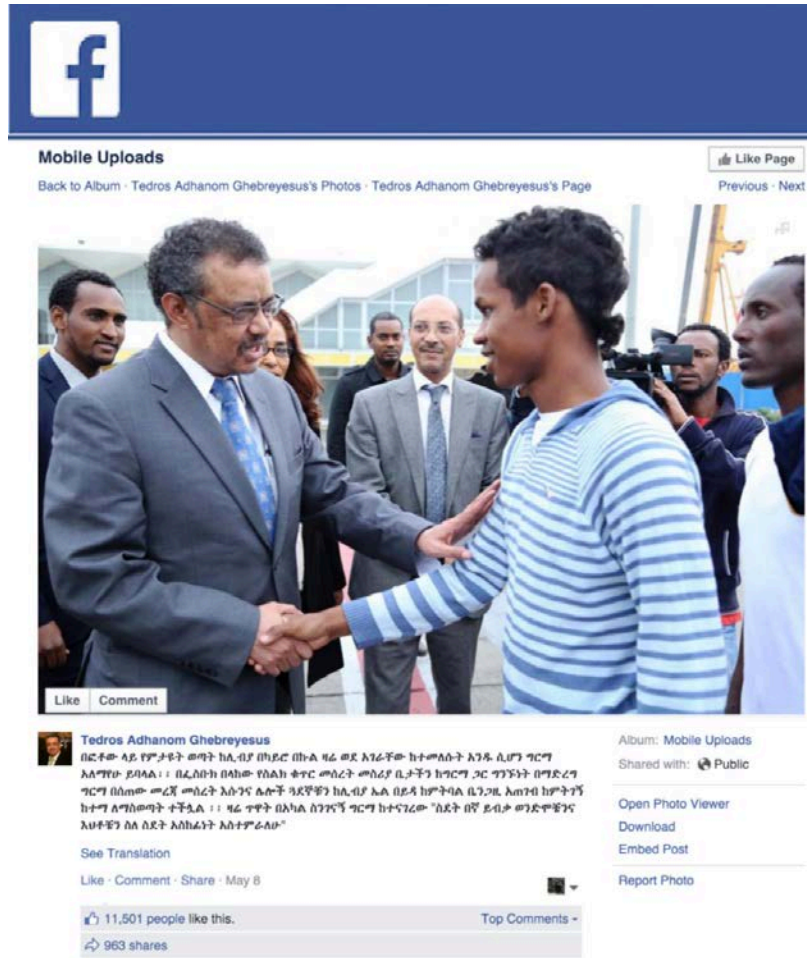 f
Mobile Uploads
Like Page
Back to Album · Tedros Adhanom Ghebreyesus's Photos · Tedros Adhanom Ghebreyesus's Page
Previous · Next
Like Comment
Tedros Adhanom Ghebreyesus
በፎቶው ላይ የምታዩት ወጣት ከሊብያ በካይሮ በኩል ዛሬ ወደ አገራቸው ከተመለሱት አንዱ ሲሆን ግርማ
አለማየሁ ይባላል፡፡ በፌስቡክ በላከው የስልክ ቁጥር መሰረት መስሪያ ቤታችን ከግርማ ጋር ግንኙነት በማድረግ
ግርማ በሰጠው መረጃ መሰረት እሱንና ሌሎች ጓደኞቹን ከሊብያ ኤል በይዳ ከምትባል ቤንጋዚ አጠገብ ከምትገኝ
ከተማ ለማስወጣት ተችሏል ፡፡ ዛሬ ጥዋት በአካል ስንገናኝ ግርማ ከተናገረው "ስደት በኛ ይብቃ ወንድሞቼንና
እህቶቼን ስለ ስደት አስከፊነት አስተምራለሁ"
See Translation
Like · Comment · Share · May 8
11,501 people like this.
Top Comments
963 shares
Album: Mobile Uploads
Shared with: Public
Open Photo Viewer
Download
Embed Post
Report Photo